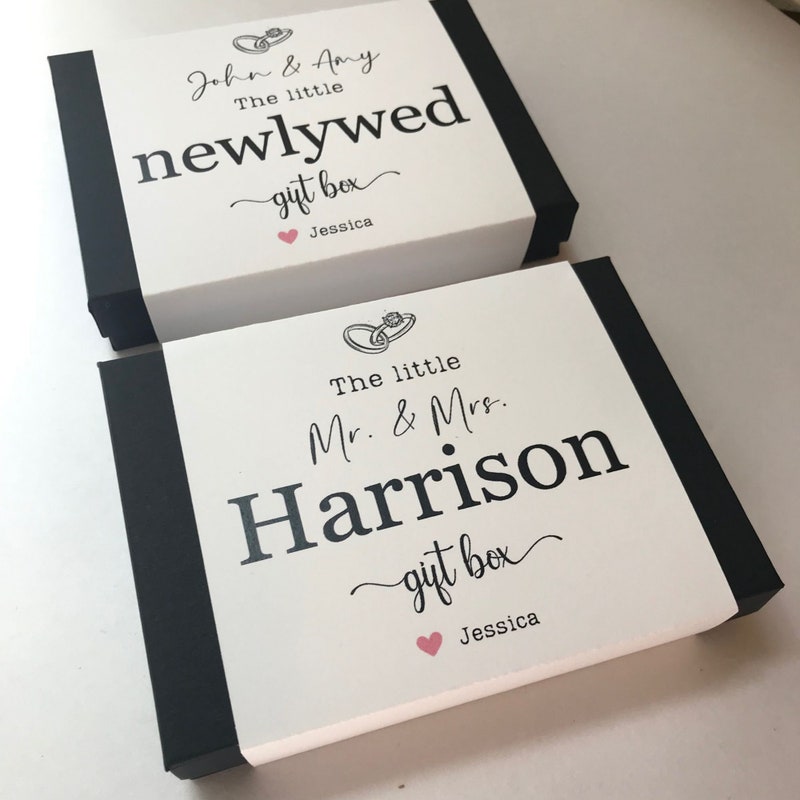 John & Amy
The little
newlywed
gift box
Jessica
The little
Mr. & Mrs.
Harrison
gift box
Jessica